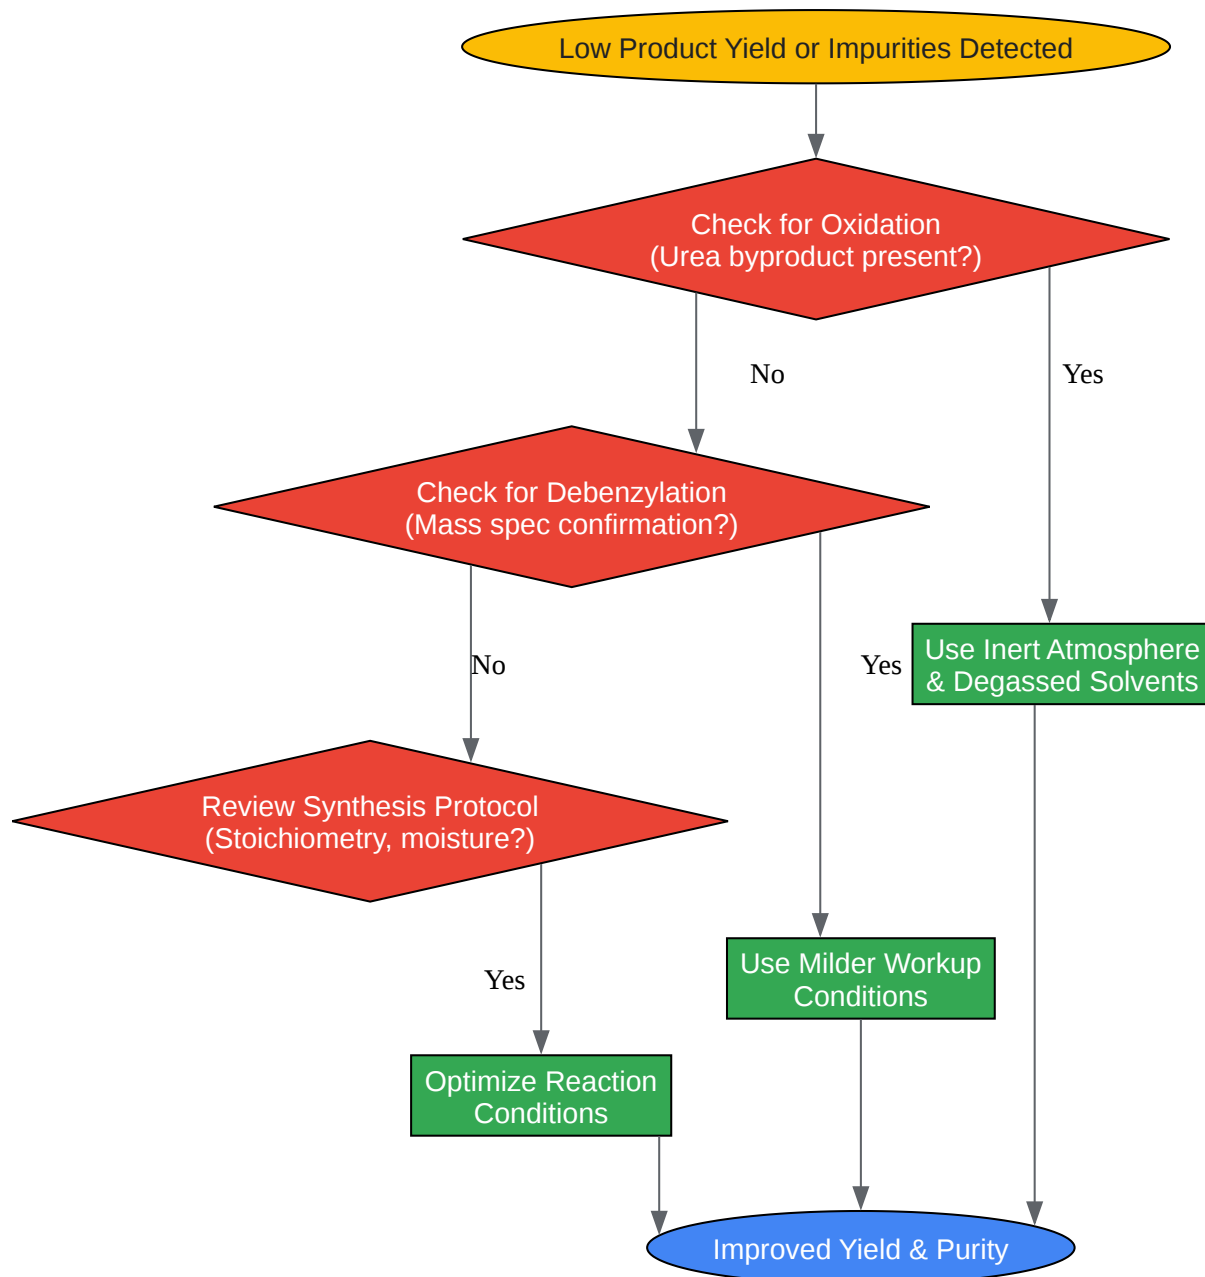 Low Product Yield or Impurities Detected
Check for Oxidation
(Urea byproduct present?)
No
Yes
Check for Debenzylation
(Mass spec confirmation?)
No
Yes
Use Inert Atmosphere
& Degassed Solvents
Review Synthesis Protocol
(Stoichiometry, moisture?)
Yes
Use Milder Workup
Conditions
Optimize Reaction
Conditions
Improved Yield & Purity